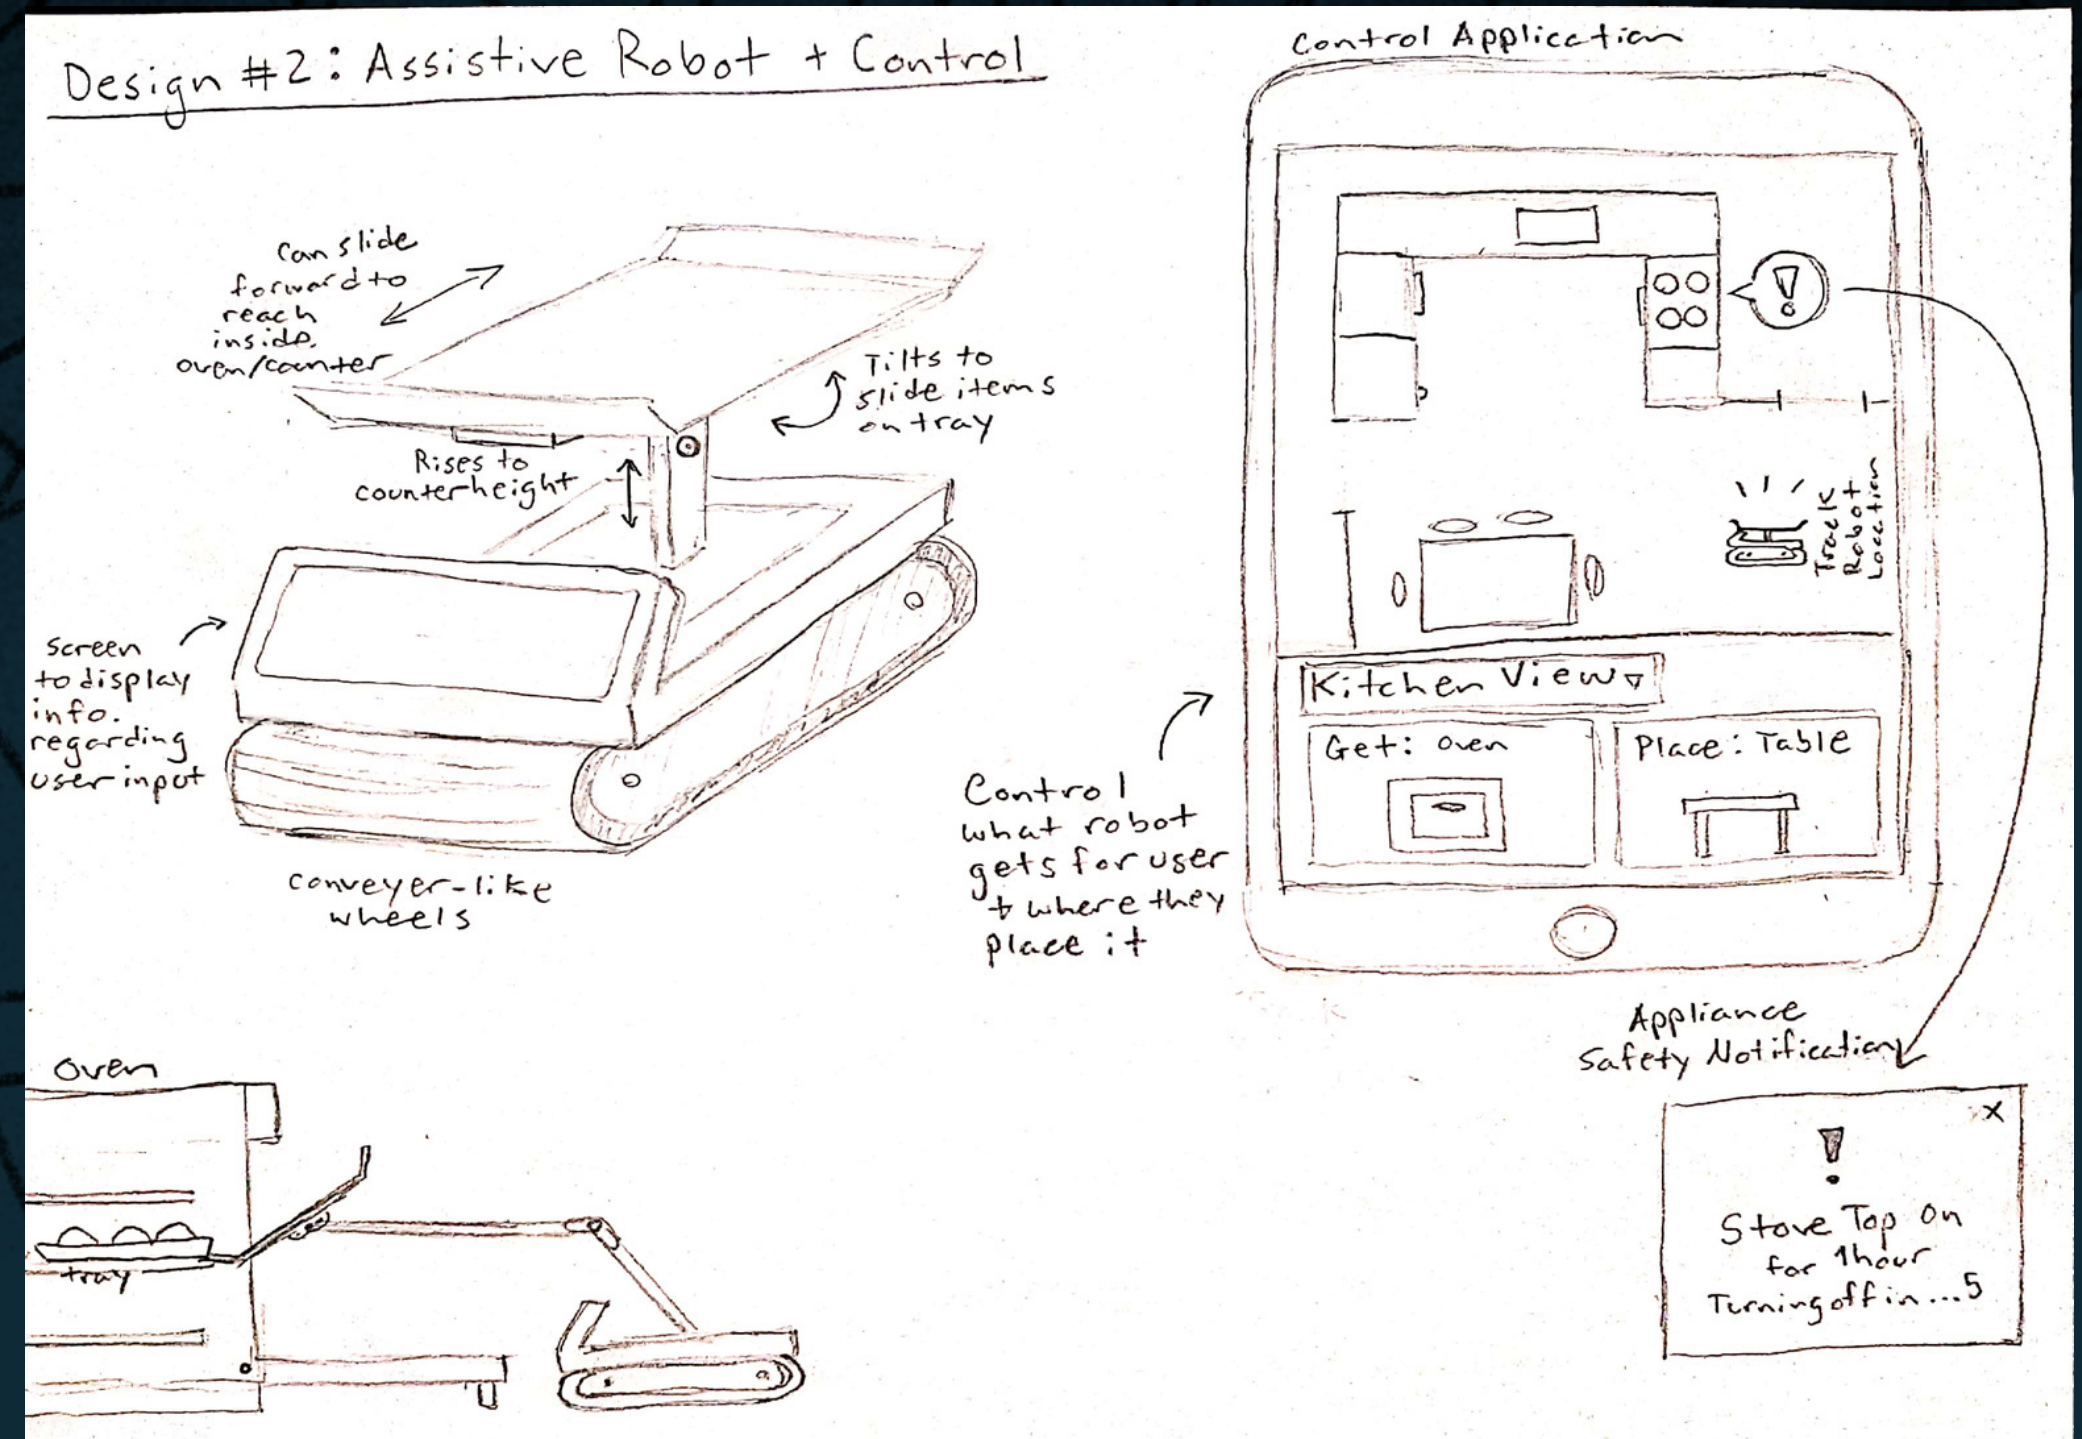 Design #2: Assistive Robot + Control
Can slide
forward to
reach
inside.
oven/counter
Tilts to
slide items
on tray
Rises to
counterheight
Screen
to display
info.
regarding
user input
conveyer-like
wheels
Oven
tray
Control Application
!
Track
Robot
Location
Kitchen View
Get: Oven
Place: Table
Control
what robot
gets for user
+ where they
place it
Appliance
Safety Notification
X
!
Stove Top On
for 1hour
Turning off in ...5